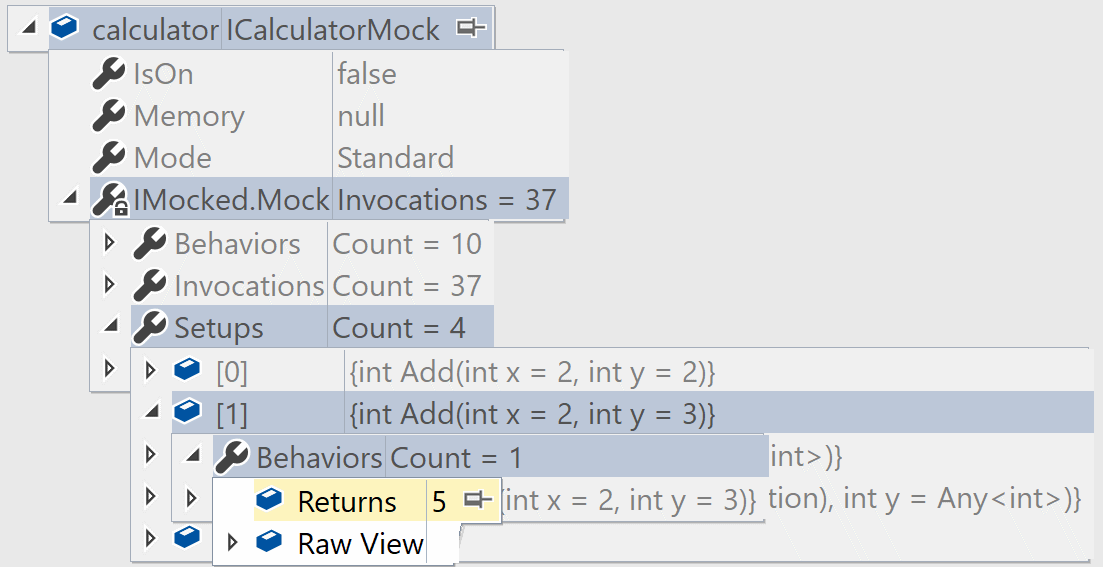 calculator ICalculatorMock
IsOn false
Memory null
Mode Standard
IMocked.Mock Invocations = 37
Behaviors Count = 10
Invocations Count = 37
Setups Count = 4
[0] {int Add(int x = 2, int y = 2)}
[1] {int Add(int x = 2, int y = 3)}
Behaviors Count = 1 int>)}
Returns 5 (int x = 2, int y = 3)} tion), int y = Any<int>)}
Raw View